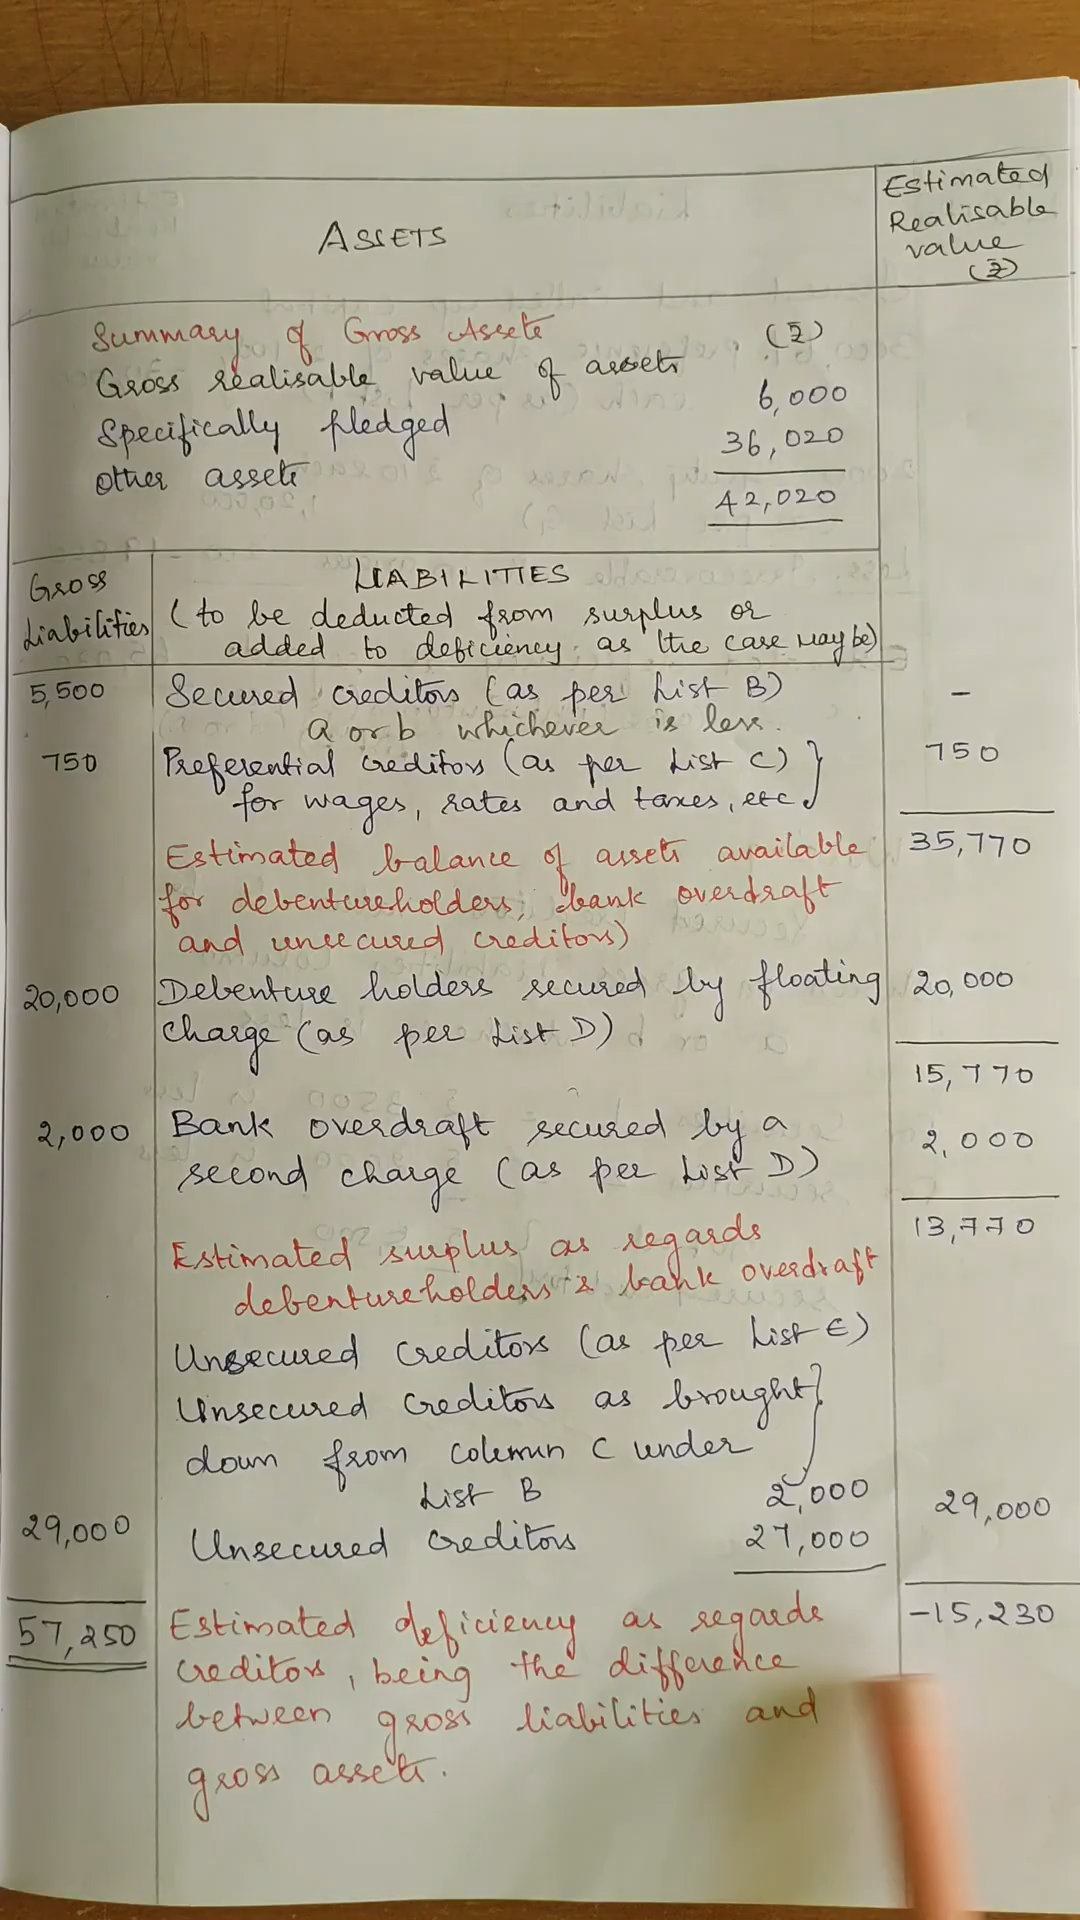 ASSETS
Estimated
Realisable
value
(₹)
Summary of Gross Assets (₹)
Gross realisable value of assets
Specifically pledged 6,000
other assets 36,020
42,020
Gross
Liabilities
LIABILITIES
(to be deducted from surplus or
added to deficiency as the case may be)
5,500 Secured creditors (as per List B) -
a or b whichever is less.
750 Preferential creditors (as per List C) 750
for wages, rates and taxes, etc.
Estimated balance of assets available 35,770
for debentureholders, bank overdraft
and unsecured creditors)
20,000 Debenture holders secured by floating 20,000
charge (as per List D)
15,770
2,000 Bank overdraft secured by a 2,000
second charge (as per List D)
13,770
Estimated surplus as regards
debentureholders & bank overdraft
Unsecured Creditors (as per List E)
Unsecured Creditors as brought
down from Column C under
List B 2,000 29,000
29,000 Unsecured Creditors 27,000
57,250 Estimated deficiency as regards -15,230
creditors, being the difference
between gross liabilities and
gross assets.